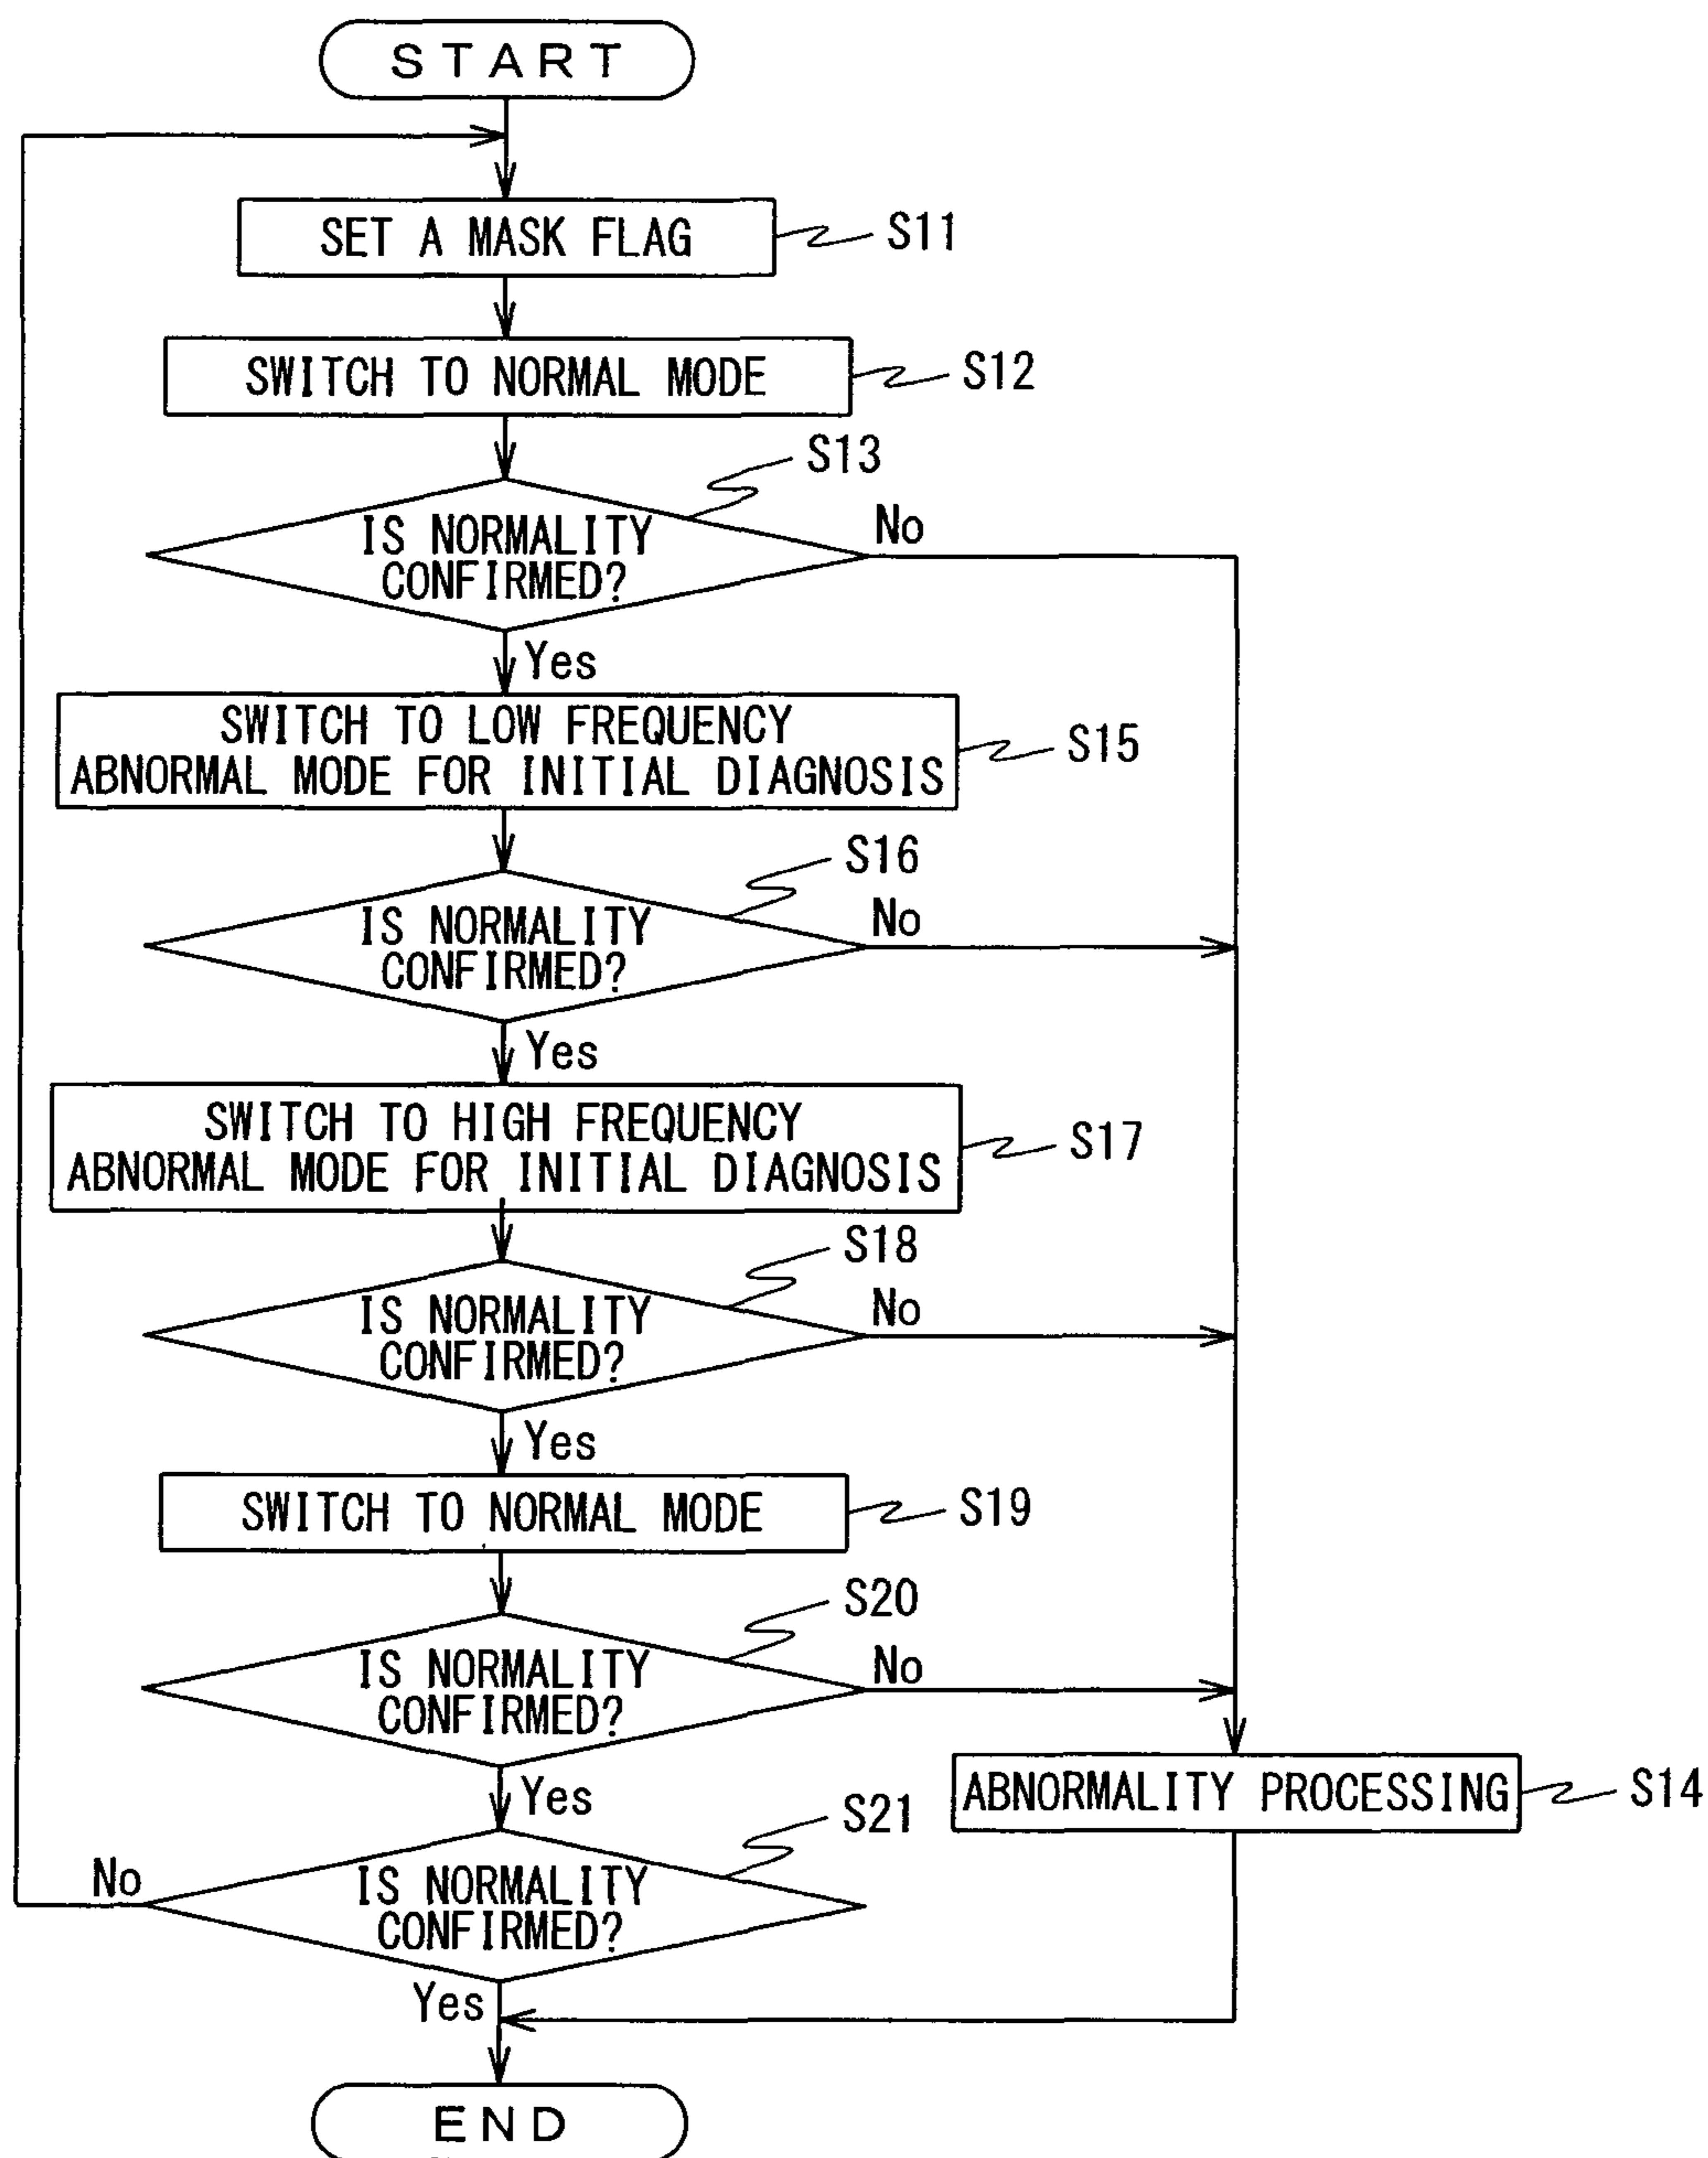 START
SET A MASK FLAG
S11
SWITCH TO NORMAL MODE
S12
S13
IS NORMALITY
CONFIRMED?
No
Yes
SWITCH TO LOW FREQUENCY
ABNORMAL MODE FOR INITIAL DIAGNOSIS
S15
S16
IS NORMALITY
CONFIRMED?
No
Yes
SWITCH TO HIGH FREQUENCY
ABNORMAL MODE FOR INITIAL DIAGNOSIS
S17
S18
IS NORMALITY
CONFIRMED?
No
Yes
SWITCH TO NORMAL MODE
S19
S20
IS NORMALITY
CONFIRMED?
No
Yes
ABNORMALITY PROCESSING
S14
S21
IS NORMALITY
CONFIRMED?
No
Yes
END